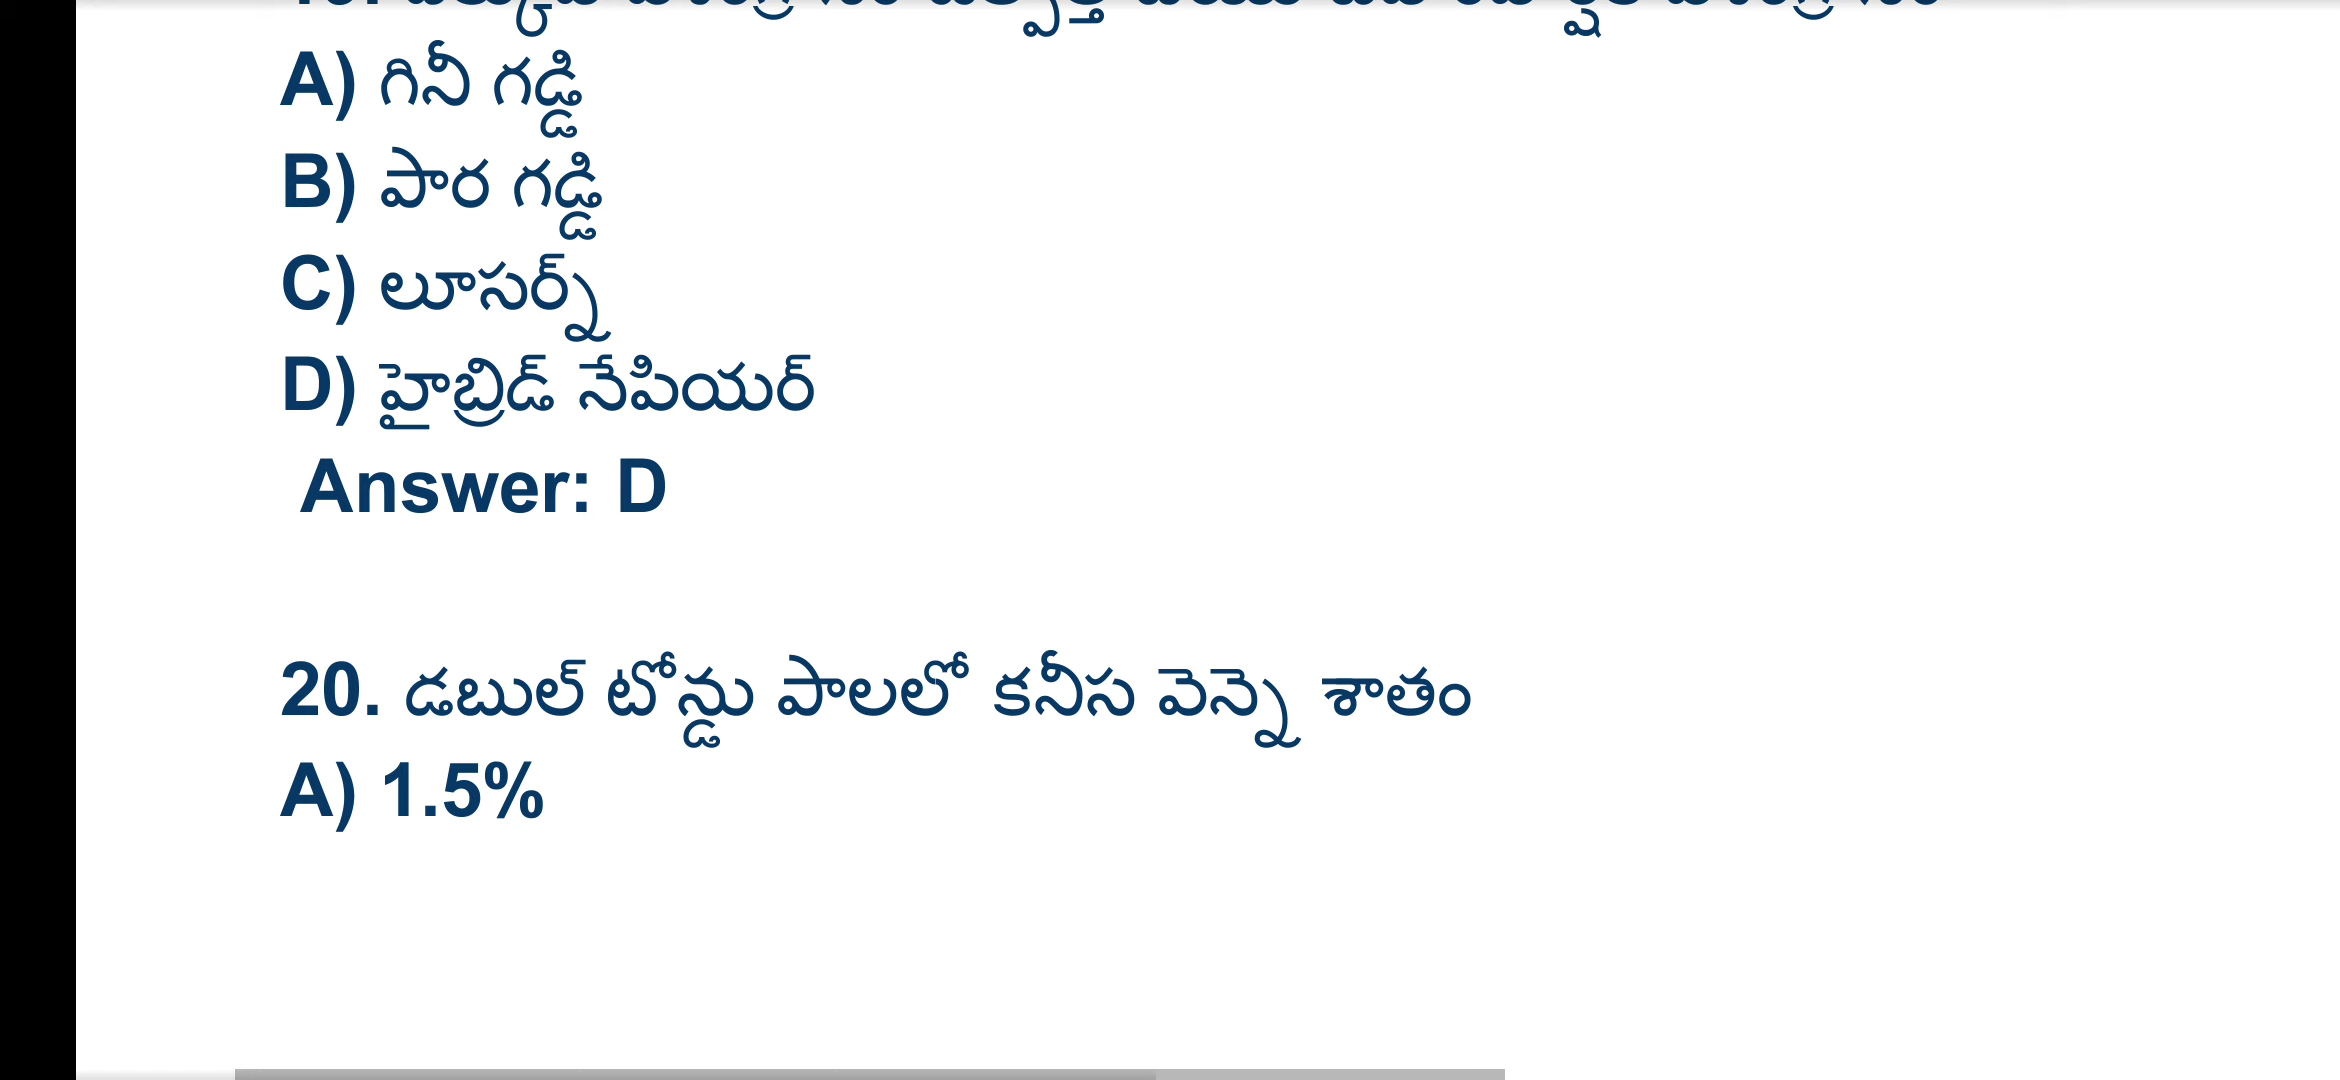 A) గినీ గడ్డి
B) పార గడ్డి
C) లూసర్న్
D) హైబ్రిడ్ నేపియర్
Answer: D
20. డబుల్ టోన్డు పాలలో కనీస వెన్నె శాతం
A) 1.5%